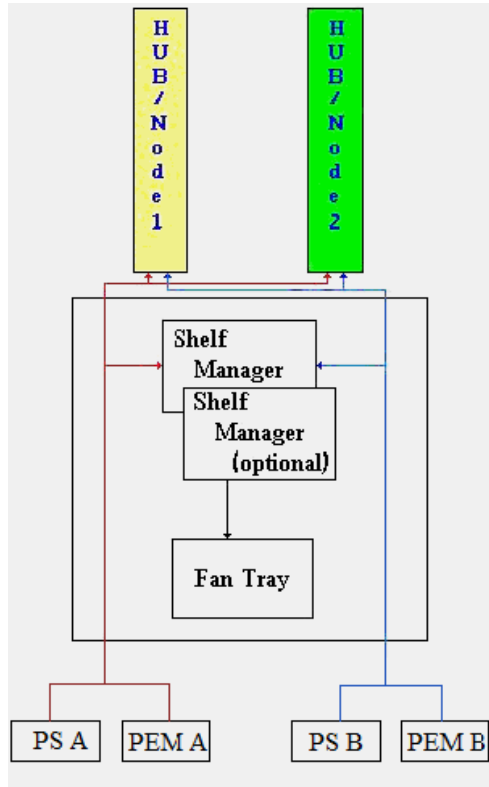 HUB/Node1
HUB/Node2
Shelf
Manager
Shelf
Manager
(optional)
Fan Tray
PS A
PEM A
PS B
PEM B